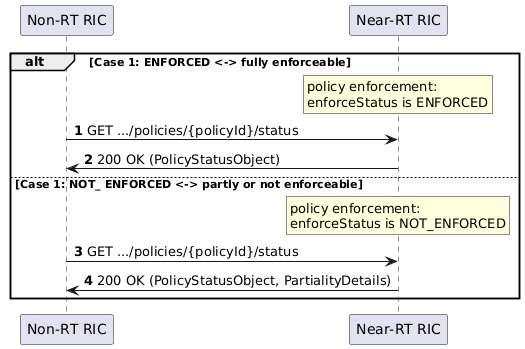 Non-RT RIC
Near-RT RIC
alt
[Case 1: ENFORCED <-> fully enforceable]
policy enforcement:
enforceStatus is ENFORCED
1 GET .../policies/{policyId}/status
2 200 OK (PolicyStatusObject)
[Case 1: NOT_ ENFORCED <-> partly or not enforceable]
policy enforcement:
enforceStatus is NOT_ENFORCED
3 GET .../policies/{policyId}/status
4 200 OK (PolicyStatusObject, PartialityDetails)
Non-RT RIC
Near-RT RIC